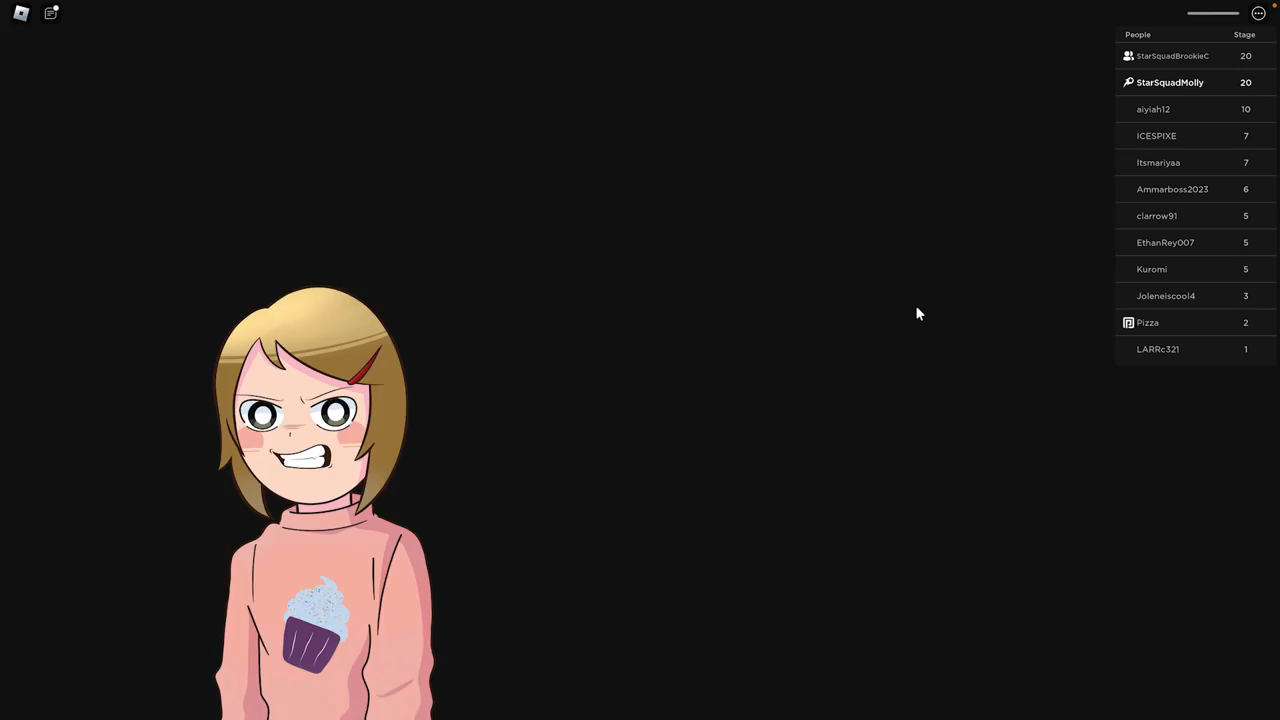 People Stage
StarSquadBrookieC 20
StarSquadMolly 20
aiyiah12 10
ICESPIXE 7
Itsmariyaa 7
Ammarboss2023 6
clarrow91 5
EthanRey007 5
Kuromi 5
Joleneiscool4 3
Pizza 2
LARRc321 1